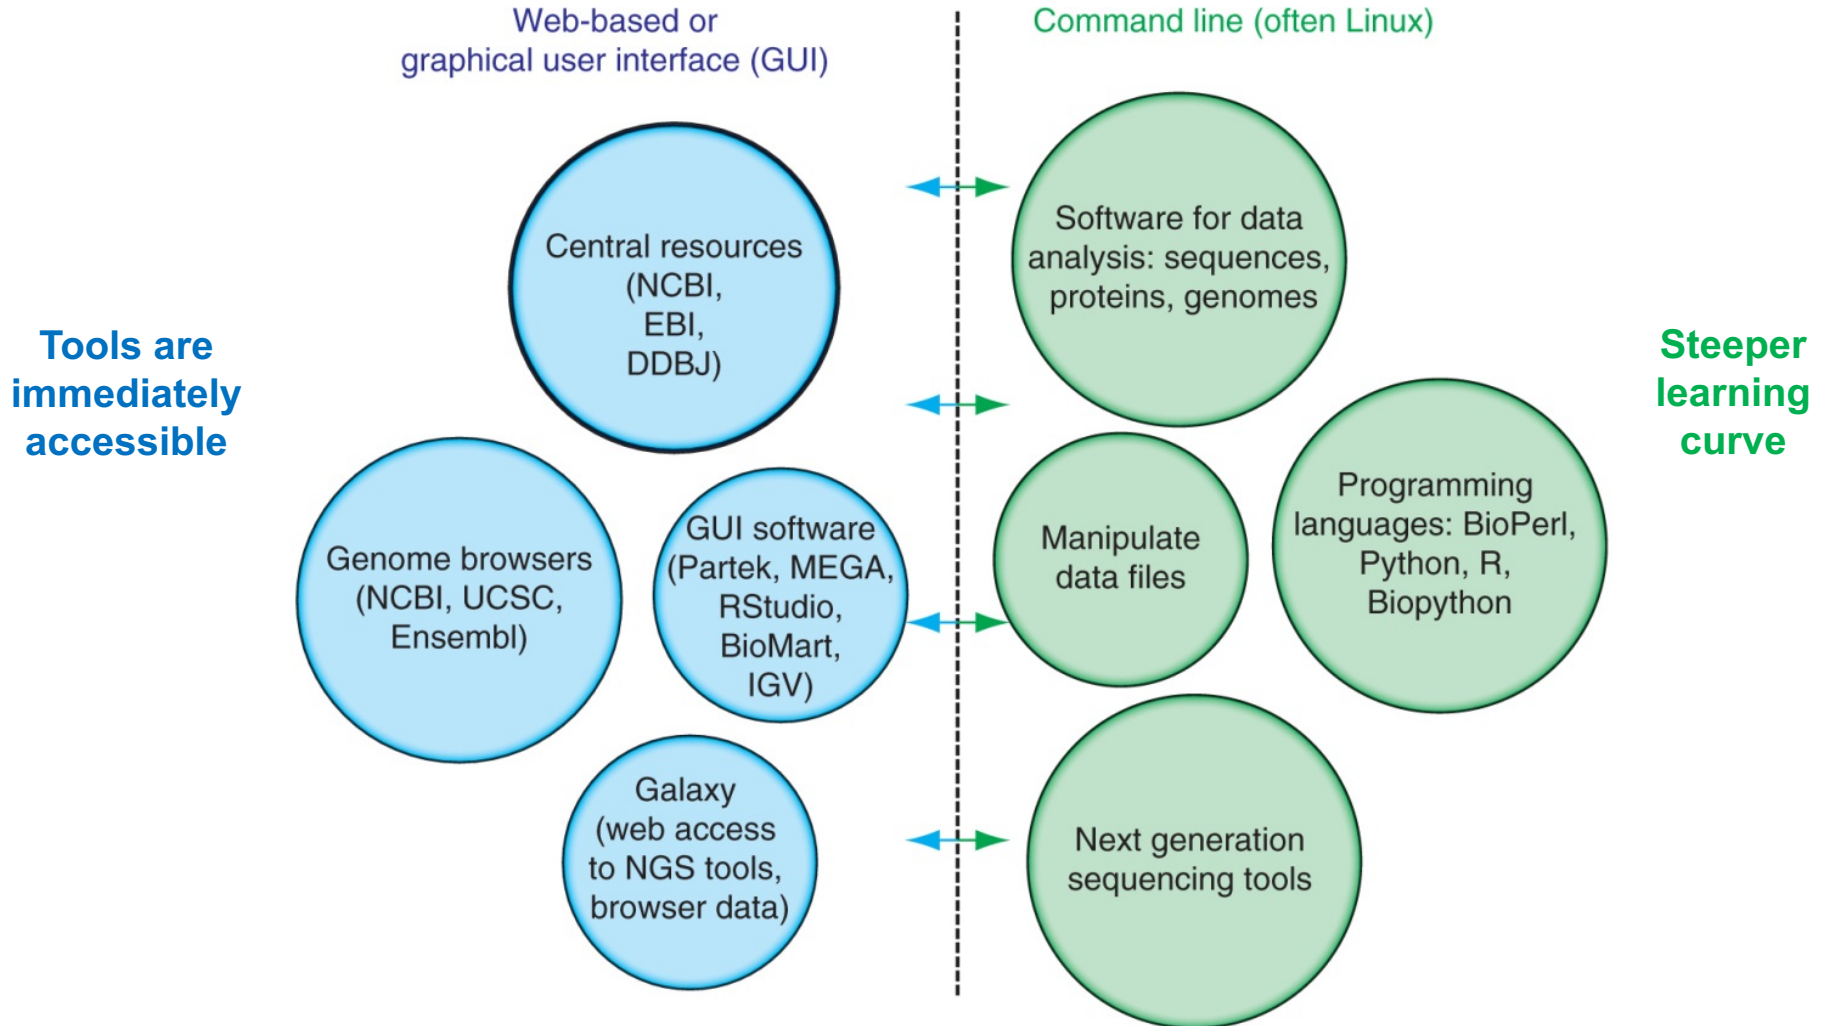 Web-based or
graphical user interface (GUI)
Command line (often Linux)
Tools are
immediately
accessible
Central resources
(NCBI,
EBI,
DDBJ)
Genome browsers
(NCBI, UCSC,
Ensembl)
GUI software
(Partek, MEGA,
RStudio,
BioMart,
IGV)
Galaxy
(web access
to NGS tools,
browser data)
Software for data
analysis: sequences,
proteins, genomes
Manipulate
data files
Programming
languages: BioPerl,
Python, R,
Biopython
Next generation
sequencing tools
Steeper
learning
curve